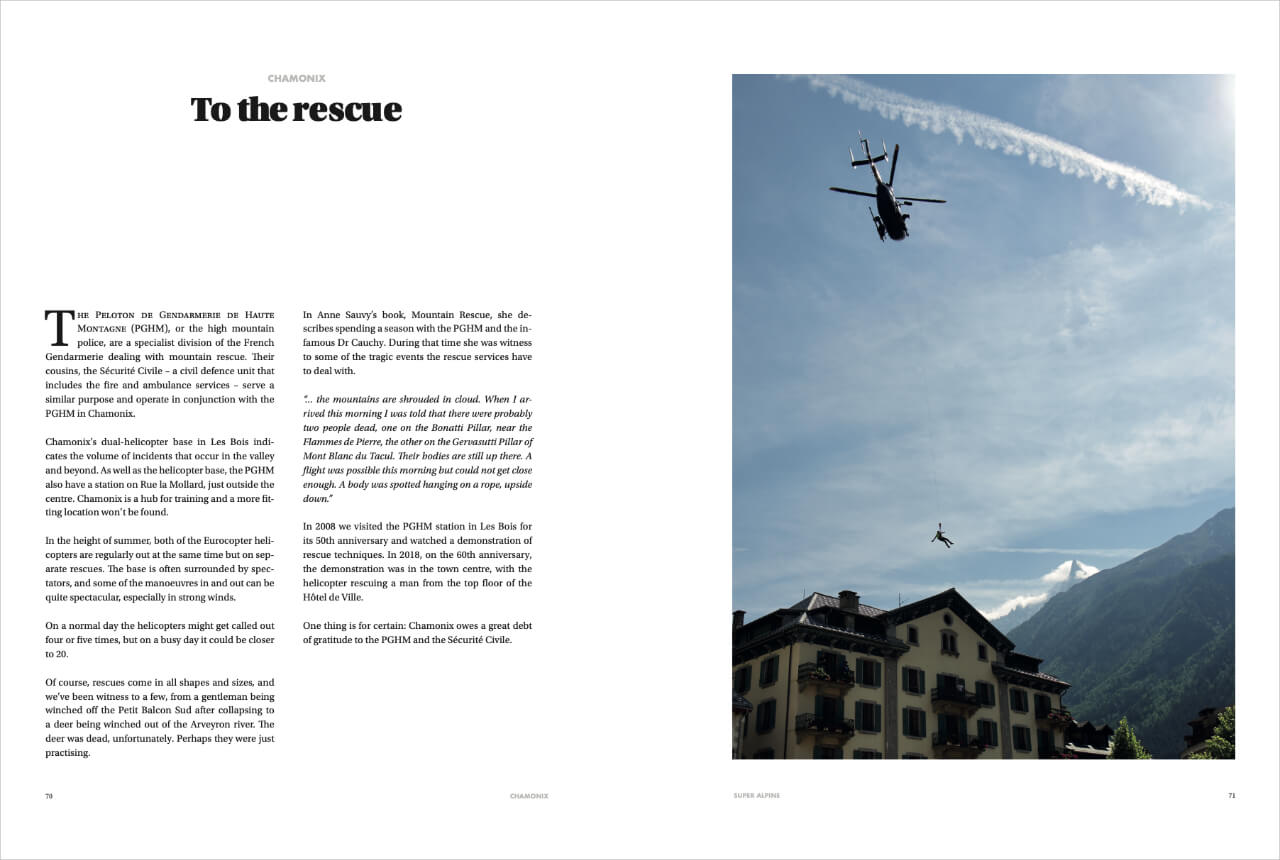 CHAMONIX
To the rescue
THE PELOTON DE GENDARMERIE DE HAUTE
MONTAGNE (PGHM), or the high mountain
police, are a specialist division of the French
Gendarmerie dealing with mountain rescue. Their
cousins, the Sécurité Civile – a civil defence unit that
includes the fire and ambulance services – serve a
similar purpose and operate in conjunction with the
PGHM in Chamonix.
Chamonix's dual-helicopter base in Les Bois indi-
cates the volume of incidents that occur in the valley
and beyond. As well as the helicopter base, the PGHM
also have a station on Rue la Mollard, just outside the
centre. Chamonix is a hub for training and a more fit-
ting location won't be found.
In the height of summer, both of the Eurocopter heli-
copters are regularly out at the same time but on sep-
arate rescues. The base is often surrounded by spec-
tators, and some of the manoeuvres in and out can be
quite spectacular, especially in strong winds.
On a normal day the helicopters might get called out
four or five times, but on a busy day it could be closer
to 20.
Of course, rescues come in all shapes and sizes, and
we've been witness to a few, from a gentleman being
winched off the Petit Balcon Sud after collapsing to
a deer being winched out of the Arveyron river. The
deer was dead, unfortunately. Perhaps they were just
practising.
In Anne Sauvy's book, Mountain Rescue, she de-
scribes spending a season with the PGHM and the in-
famous Dr Cauchy. During that time she was witness
to some of the tragic events the rescue services have
to deal with.
"... the mountains are shrouded in cloud. When I ar-
rived this morning I was told that there were probably
two people dead, one on the Bonatti Pillar, near the
Flammes de Pierre, the other on the Gervasutti Pillar of
Mont Blanc du Tacul. Their bodies are still up there. A
flight was possible this morning but could not get close
enough. A body was spotted hanging on a rope, upside
down."
In 2008 we visited the PGHM station in Les Bois for
its 50th anniversary and watched a demonstration of
rescue techniques. In 2018, on the 60th anniversary,
the demonstration was in the town centre, with the
helicopter rescuing a man from the top floor of the
Hôtel de Ville.
One thing is for certain: Chamonix owes a great debt
of gratitude to the PGHM and the Sécurité Civile.
70
CHAMONIX
SUPER ALPINE
71